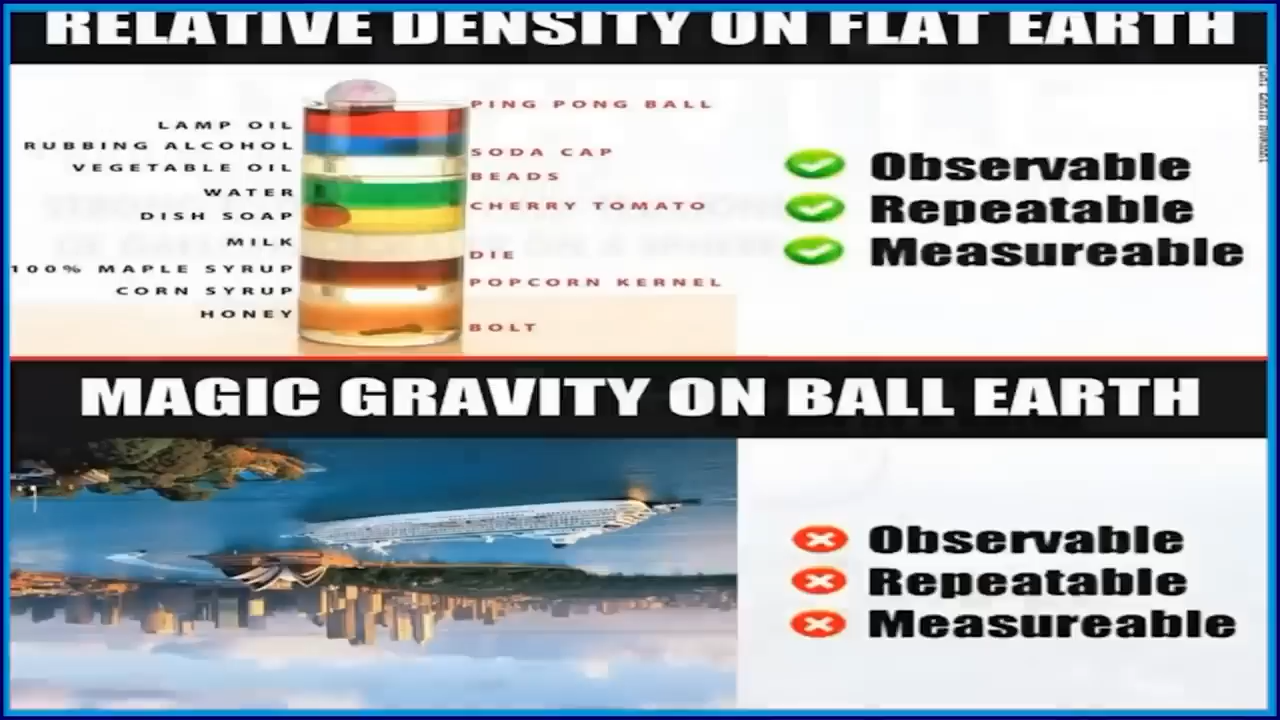 RELATIVE DENSITY ON FLAT EARTH
PING PONG BALL
LAMP OIL
RUBBING ALCOHOL
SODA CAP
VEGETABLE OIL
BEADS
WATER
CHERRY TOMATO
DISH SOAP
MILK
DIE
100% MAPLE SYRUP
POPCORN KERNEL
CORN SYRUP
HONEY
BOLT
Observable
Repeatable
Measureable
MAGIC GRAVITY ON BALL EARTH
Observable
Repeatable
Measureable